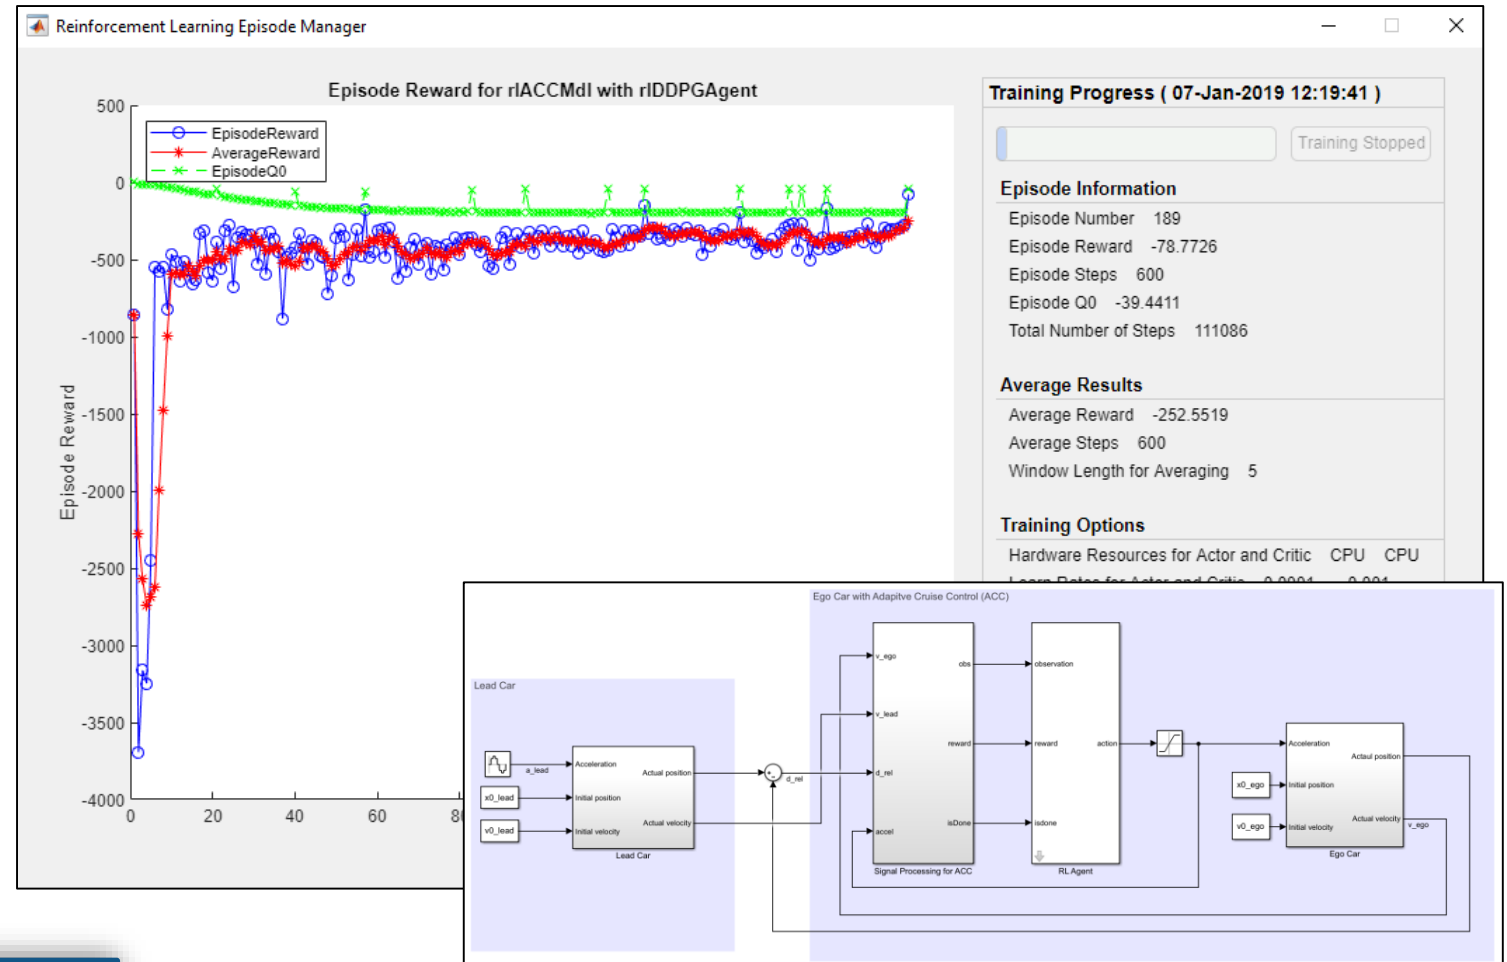 Reinforcement Learning Episode Manager
Episode Reward for rlACCMdl with rlDDPGAgent
500
0
-500
-1000
-1500
-2000
-2500
-3000
-3500
-4000
Episode Reward
EpisodeReward
AverageReward
EpisodeQ0
0
20
40
60
Training Progress ( 07-Jan-2019 12:19:41 )
Training Stopped
Episode Information
Episode Number 189
Episode Reward -78.7726
Episode Steps 600
Episode Q0 -39.4411
Total Number of Steps 111086
Average Results
Average Reward -252.5519
Average Steps 600
Window Length for Averaging 5
Training Options
Hardware Resources for Actor and Critic CPU CPU
Lead Car
a_lead
x0_lead
v0_lead
Acceleration
Initial position
Initial velocity
Actual position
Actual velocity
Lead Car
d_rel
Ego Car with Adapitve Cruise Control (ACC)
v_ego
v_lead
d_rel
accel
obs
reward
isDone
Signal Processing for ACC
observation
reward
isdone
action
RL Agent
x0_ego
v0_ego
Acceleration
Initial position
Initial velocity
Actaul position
Actual velocity
v_ego
Ego Car